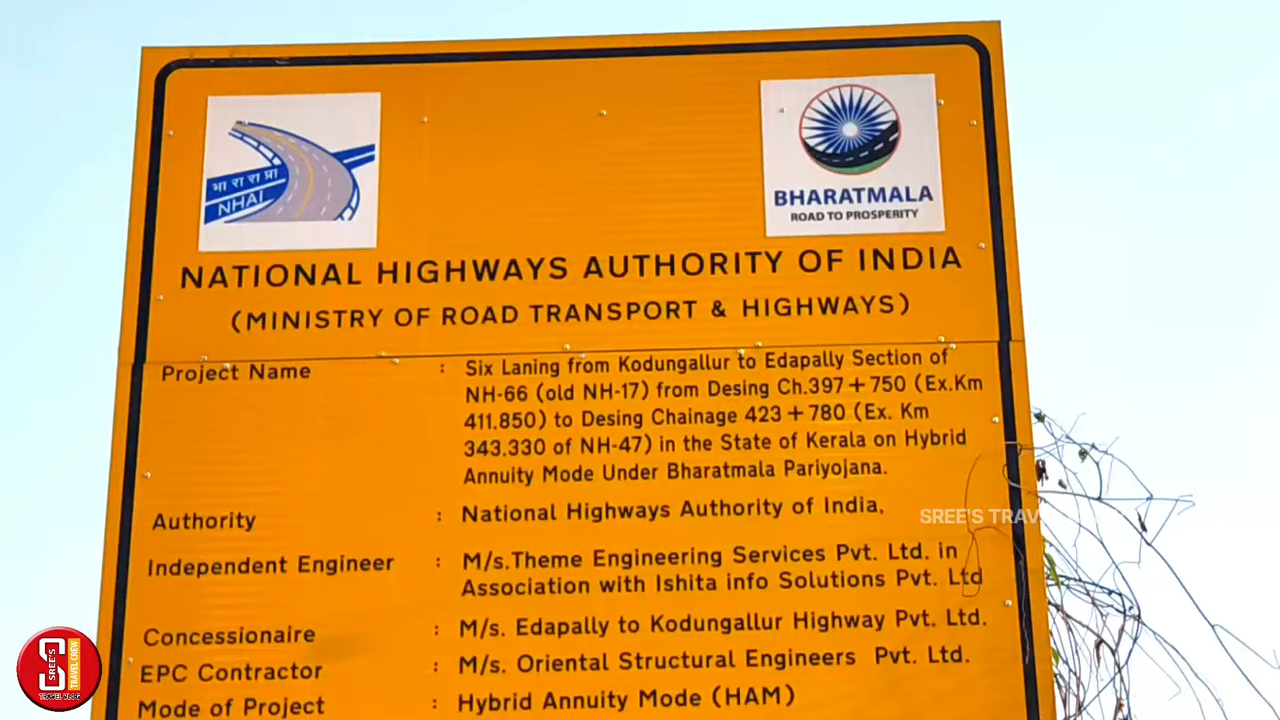 भा रा रा प्रा
NHAI
BHARATMALA
ROAD TO PROSPERITY
NATIONAL HIGHWAYS AUTHORITY OF INDIA
(MINISTRY OF ROAD TRANSPORT & HIGHWAYS)
Project Name : Six Laning from Kodungallur to Edapally Section of
NH-66 (old NH-17) from Desing Ch.397+750 (Ex.Km
411.850) to Desing Chainage 423+780 (Ex. Km
343.330 of NH-47) in the State of Kerala on Hybrid
Annuity Mode Under Bharatmala Pariyojana.
Authority : National Highways Authority of India,
SREE'S TRAV
Independent Engineer : M/s.Theme Engineering Services Pvt. Ltd. in
Association with Ishita info Solutions Pvt. Ltd
Concessionaire : M/s. Edapally to Kodungallur Highway Pvt. Ltd.
EPC Contractor : M/s. Oriental Structural Engineers Pvt. Ltd.
Mode of Project : Hybrid Annuity Mode (HAM)
S
SREE'S
TRAVEL CREW
TRAVEL VLOG